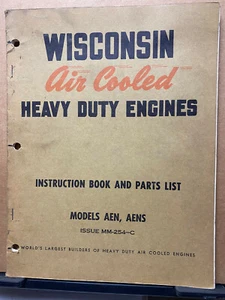 WISCONSIN
Air Cooled
HEAVY DUTY ENGINES
INSTRUCTION BOOK AND PARTS LIST
MODELS AEN, AENS
ISSUE MM-254-C
WORLD'S LARGEST BUILDERS OF HEAVY DUTY AIR COOLED ENGINES